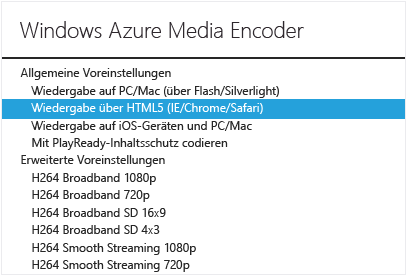 Windows Azure Media Encoder
Allgemeine Voreinstellungen
Wiedergabe auf PC/Mac (über Flash/Silverlight)
Wiedergabe über HTML5 (IE/Chrome/Safari)
Wiedergabe auf iOS-Geräten und PC/Mac
Mit PlayReady-Inhaltsschutz codieren
Erweiterte Voreinstellungen
H264 Broadband 1080p
H264 Broadband 720p
H264 Broadband SD 16x9
H264 Broadband SD 4x3
H264 Smooth Streaming 1080p
H264 Smooth Streaming 720p